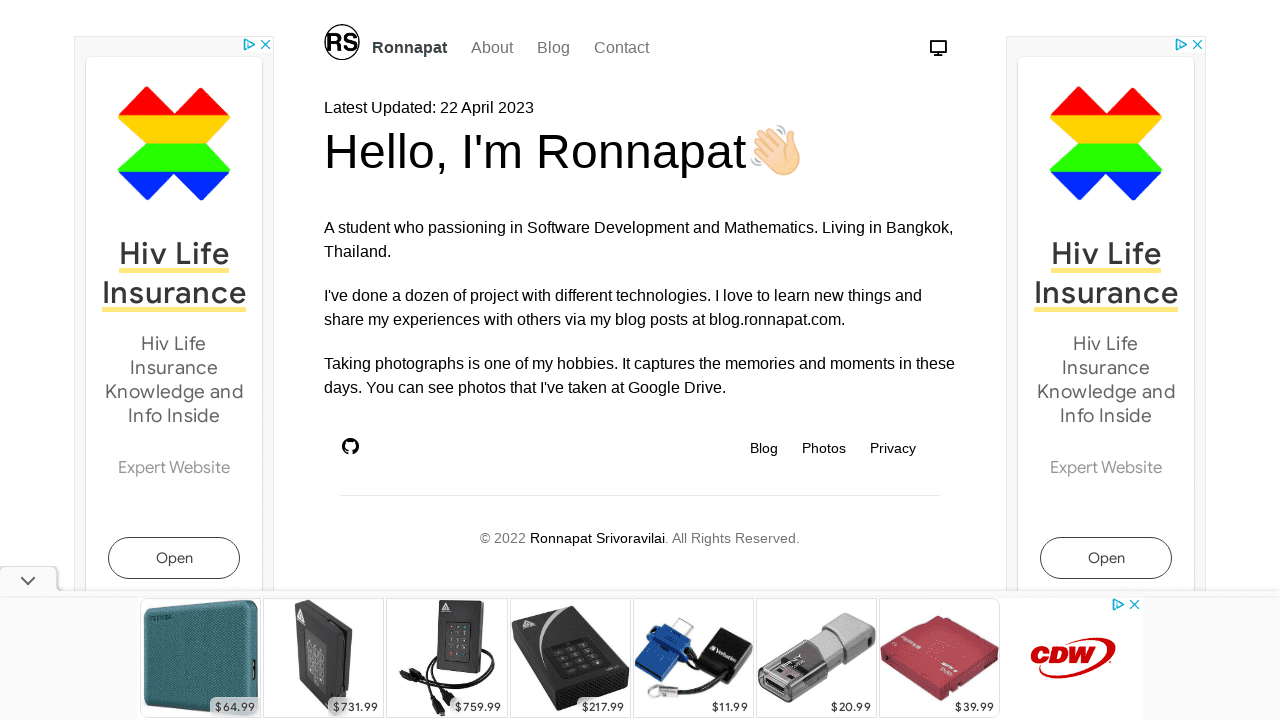 RS
Ronnapat About Blog Contact
Latest Updated: 22 April 2023
Hello, I'm Ronnapat
A student who passioning in Software Development and Mathematics. Living in Bangkok,
Thailand.
I've done a dozen of project with different technologies. I love to learn new things and
share my experiences with others via my blog posts at blog.ronnapat.com.
Taking photographs is one of my hobbies. It captures the memories and moments in these
days. You can see photos that I've taken at Google Drive.
Blog Photos Privacy
© 2022 Ronnapat Srivoravilai. All Rights Reserved.
Hiv Life
Insurance
Hiv Life
Insurance
Knowledge and
Info Inside
Expert Website
Open
Hiv Life
Insurance
Hiv Life
Insurance
Knowledge and
Info Inside
Expert Website
Open
TOSHIBA
Verbatim
PNY
FUJIFILM
$64.99
$731.99
$759.99
$217.99
$11.99
$20.99
$39.99
CDW